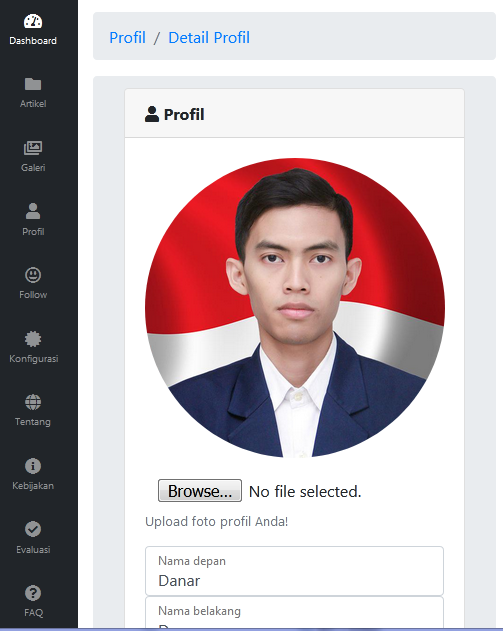 Dashboard
Artikel
Galeri
Profil
Follow
Konfigurasi
Tentang
Kebijakan
Evaluasi
FAQ
Profil / Detail Profil
Profil
Browse... No file selected.
Upload foto profil Anda!
Nama depan
Danar
Nama belakang